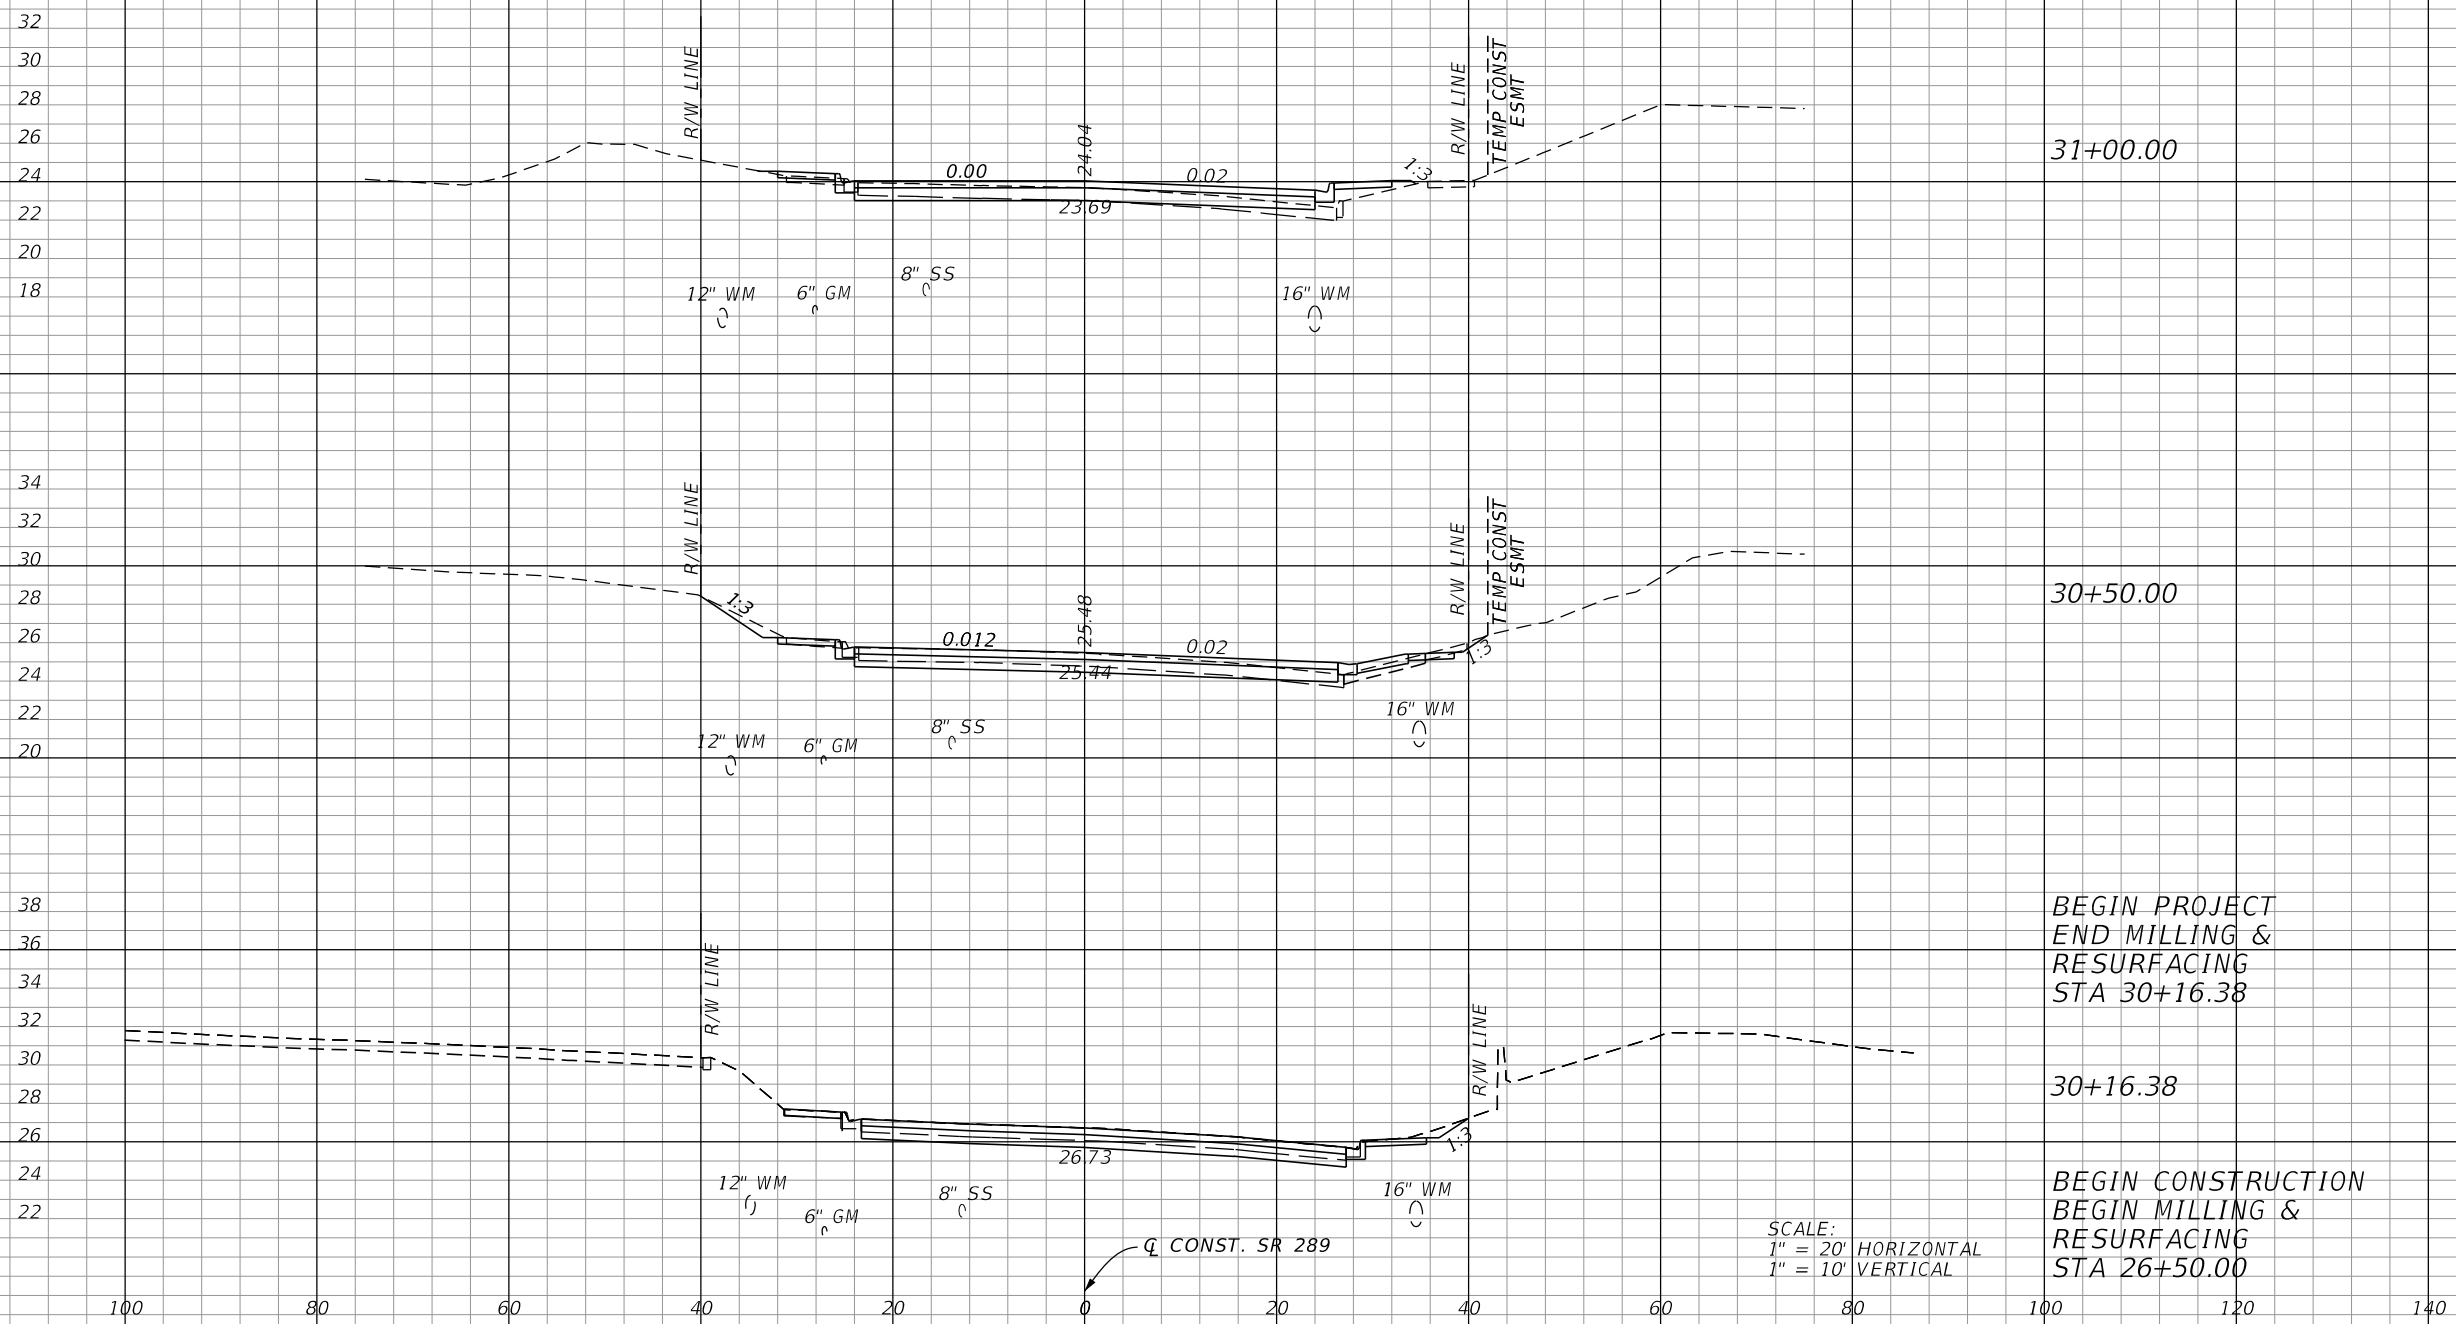 32
30
28
26
24
22
20
18
R/W LINE
0.00
24.04
23.69
0.02
R/W LINE
TEMP CONST
ESMT
1:3
31+00.00
12" WM
6" GM
8" SS
16" WM
34
32
30
28
26
24
22
20
R/W LINE
1:3
0.012
25.48
25.44
0.02
R/W LINE
TEMP CONST
ESMT
1:3
30+50.00
12" WM
6" GM
8" SS
16" WM
38
36
34
32
30
28
26
24
22
R/W LINE
26.73
R/W LINE
1:3
BEGIN PROJECT
END MILLING &
RESURFACING
STA 30+16.38
30+16.38
12" WM
6" GM
8" SS
16" WM
BEGIN CONSTRUCTION
BEGIN MILLING &
RESURFACING
STA 26+50.00
℄ CONST. SR 289
SCALE:
1" = 20' HORIZONTAL
1" = 10' VERTICAL
100 80 60 40 20 0 20 40 60 80 100 120 140